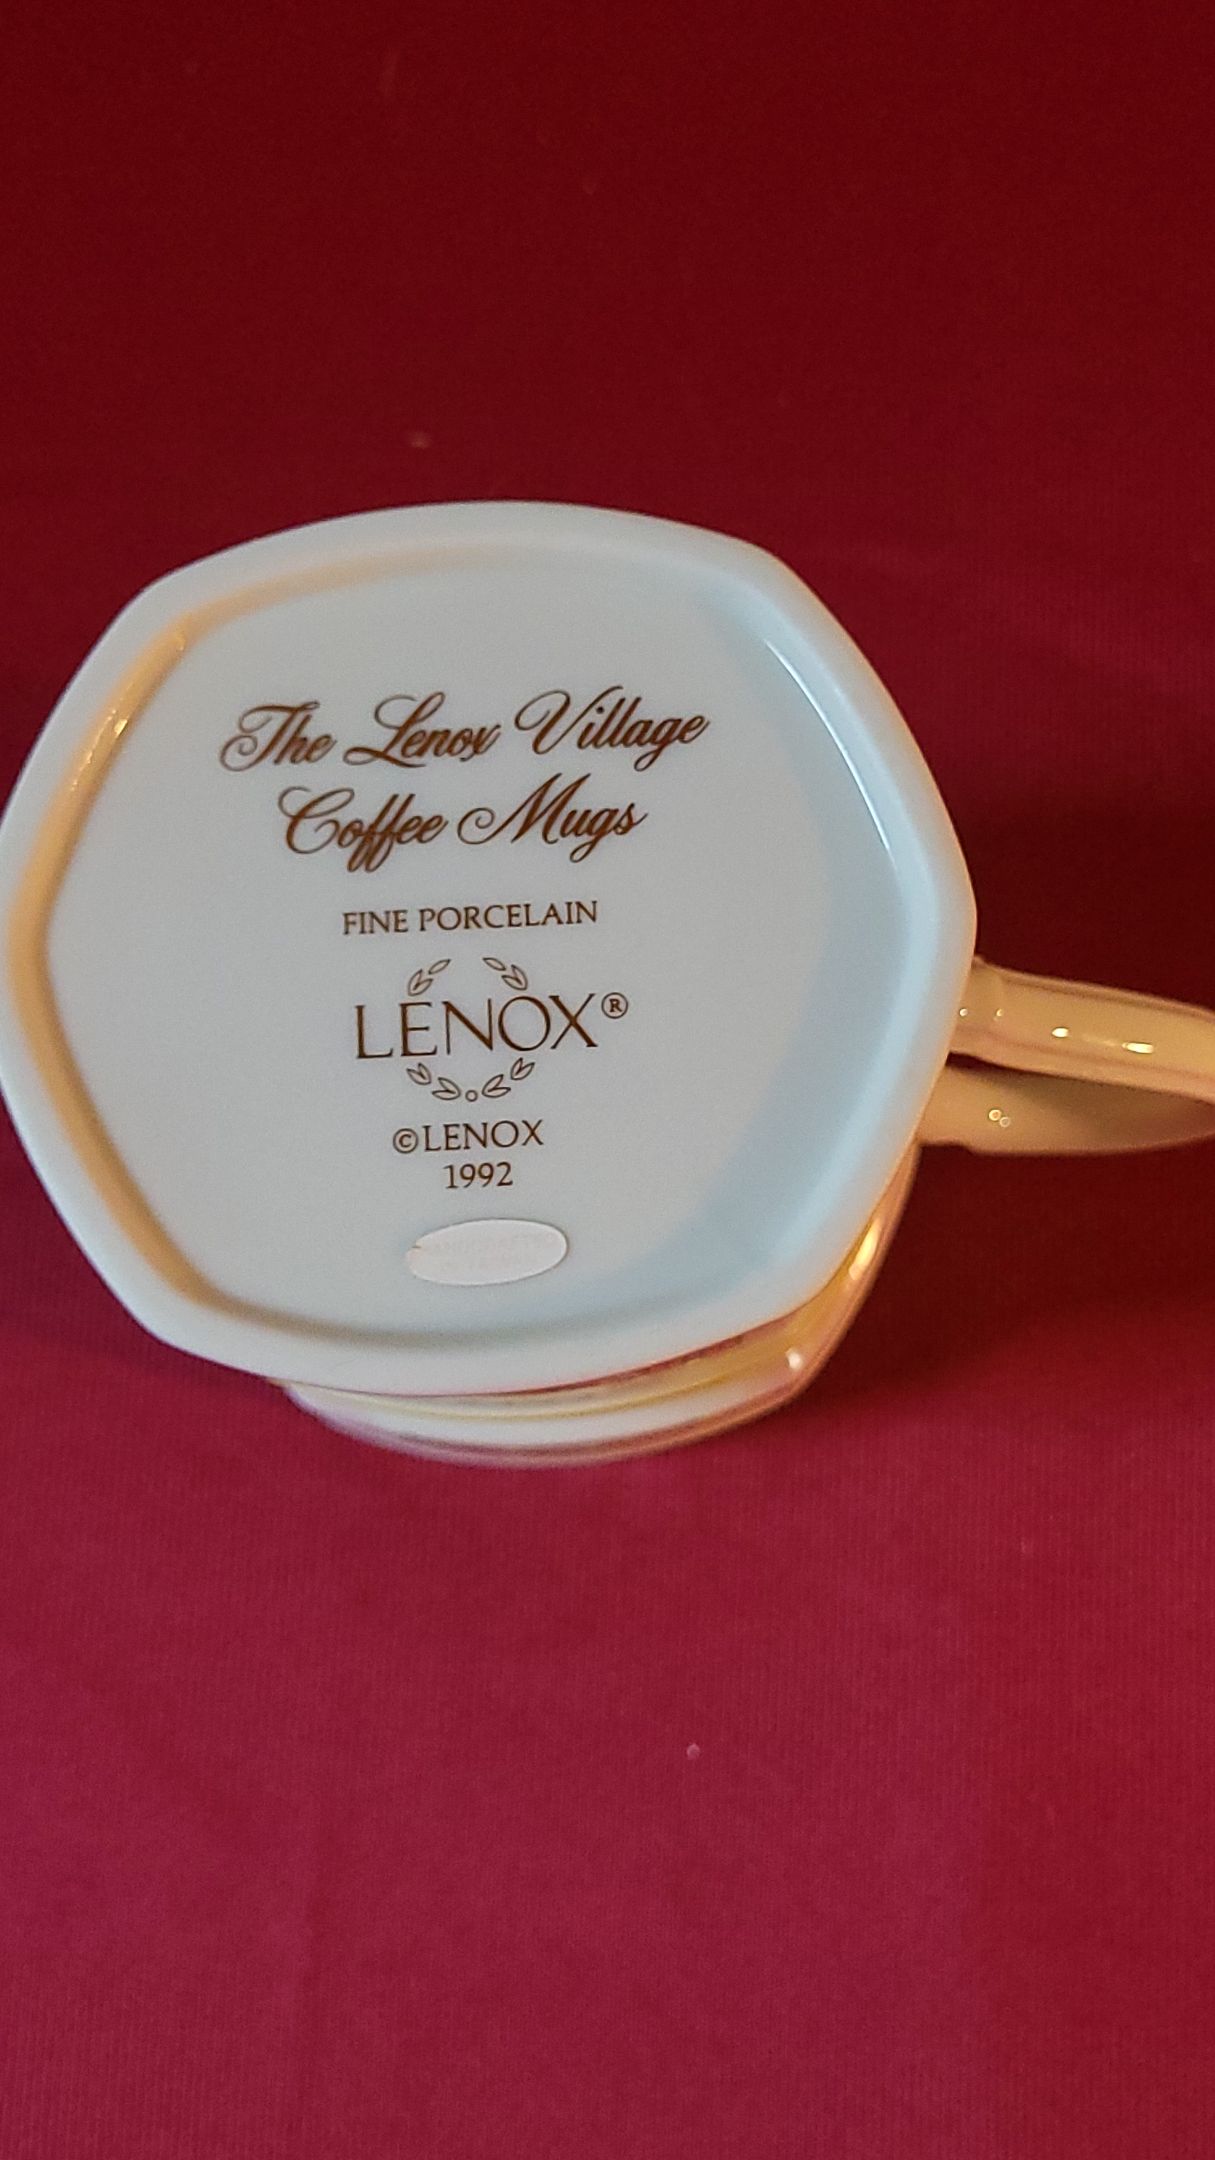 The Lenox Village
Coffee Mugs
FINE PORCELAIN
LENOX®
©LENOX
1992